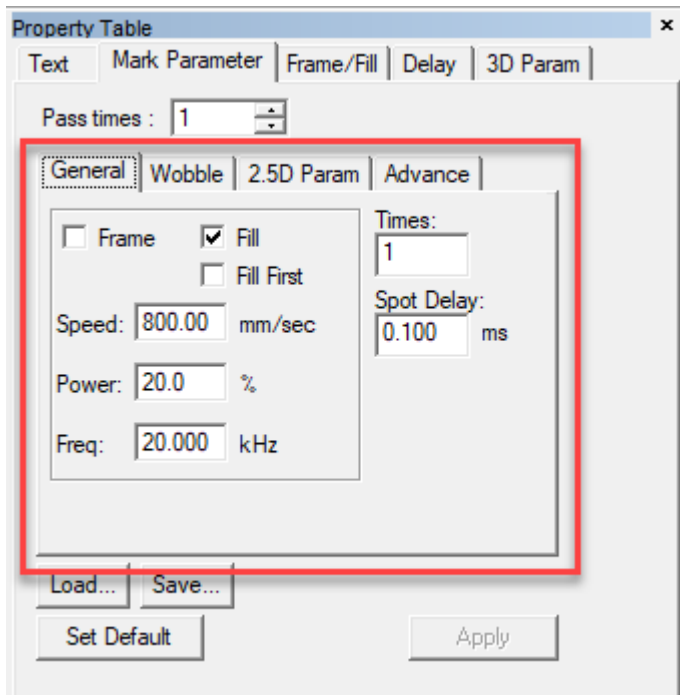 Property Table
Text Mark Parameter Frame/Fill Delay 3D Param
Pass times : 1
General Wobble 2.5D Param Advance
Frame Fill
Fill First
Times:
1
Speed: 800.00 mm/sec
Spot Delay:
0.100 ms
Power: 20.0 %
Freq: 20.000 kHz
Load... Save...
Set Default Apply